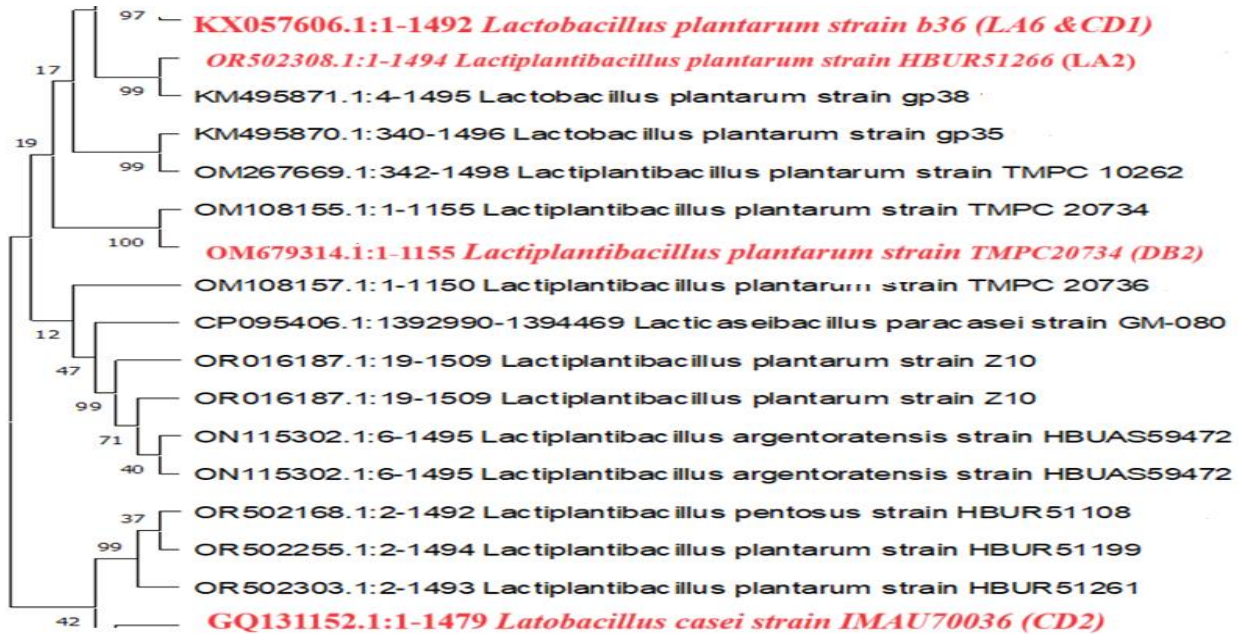 97
KX057606.1:1-1492 Lactobacillus plantarum strain b36 (LA6 &CD1)
OR502308.1:1-1494 Lactiplantibacillus plantarum strain HBUR51266 (LA2)
17
99
KM495871.1:4-1495 Lactobacillus plantarum strain gp38
KM495870.1:340-1496 Lactobacillus plantarum strain gp35
19
99
OM267669.1:342-1498 Lactiplantibacillus plantarum strain TMPC 10262
OM108155.1:1-1155 Lactiplantibacillus plantarum strain TMPC 20734
100
OM679314.1:1-1155 Lactiplantibacillus plantarum strain TMPC20734 (DB2)
OM108157.1:1-1150 Lactiplantibacillus plantarum strain TMPC 20736
12
CP095406.1:1392990-1394469 Lacticaseibacillus paracasei strain GM-080
47
OR016187.1:19-1509 Lactiplantibacillus plantarum strain Z10
99
OR016187.1:19-1509 Lactiplantibacillus plantarum strain Z10
71
ON115302.1:6-1495 Lactiplantibacillus argentoratensis strain HBUAS59472
40
ON115302.1:6-1495 Lactiplantibacillus argentoratensis strain HBUAS59472
37
OR502168.1:2-1492 Lactiplantibacillus pentosus strain HBUR51108
99
OR502255.1:2-1494 Lactiplantibacillus plantarum strain HBUR51199
OR502303.1:2-1493 Lactiplantibacillus plantarum strain HBUR51261
42
GQ131152.1:1-1479 Latobacillus casei strain IMAU70036 (CD2)